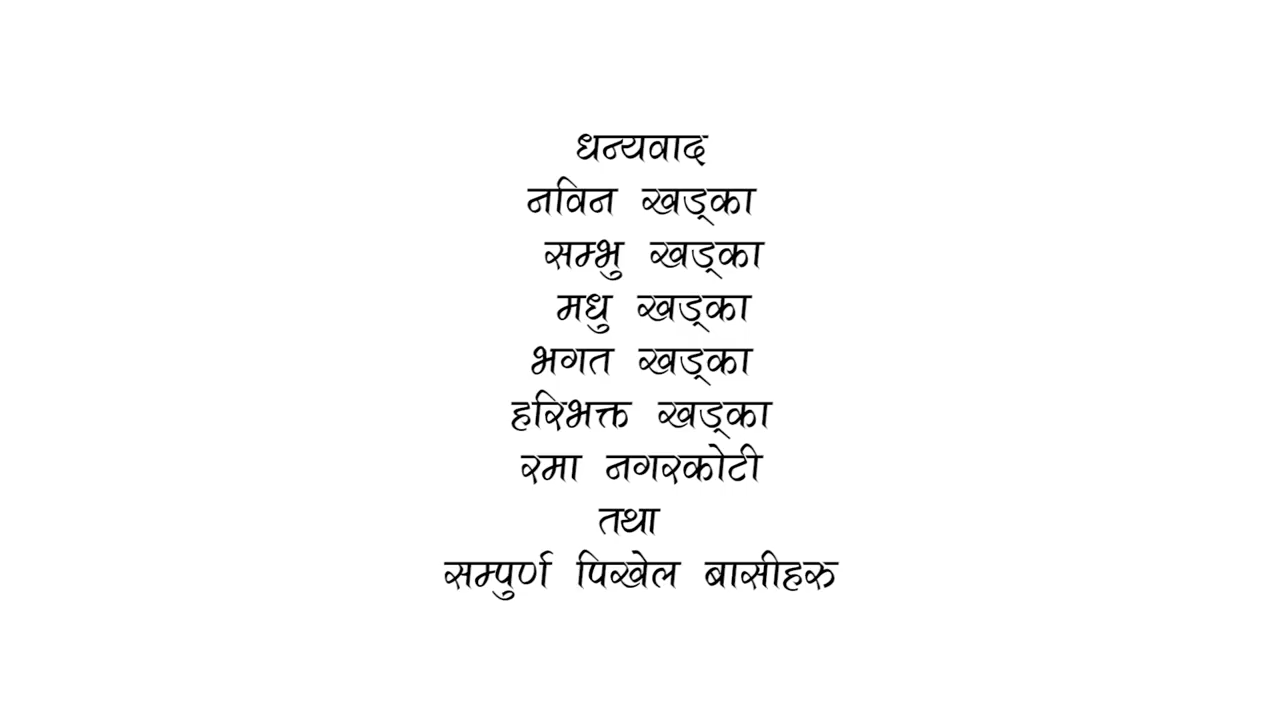 धन्यवाद
नविन खड्का
सम्भु खड्का
मधु खड्का
भगत खड्का
हरिभक्त खड्का
रमा नगरकोटी
तथा
सम्पुर्ण पिखेल बासीहरु